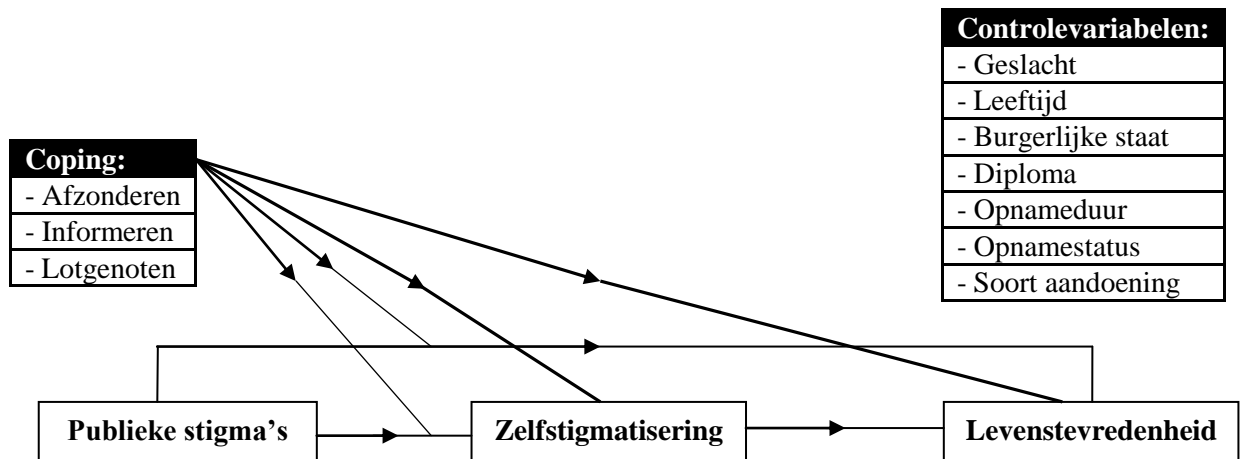 Controlevariabelen:
- Geslacht
- Leeftijd
- Burgerlijke staat
- Diploma
- Opnameduur
- Opnamestatus
- Soort aandoening
Coping:
- Afzonderen
- Informeren
- Lotgenoten
Publieke stigma's
Zelfstigmatisering
Levenstevredenheid